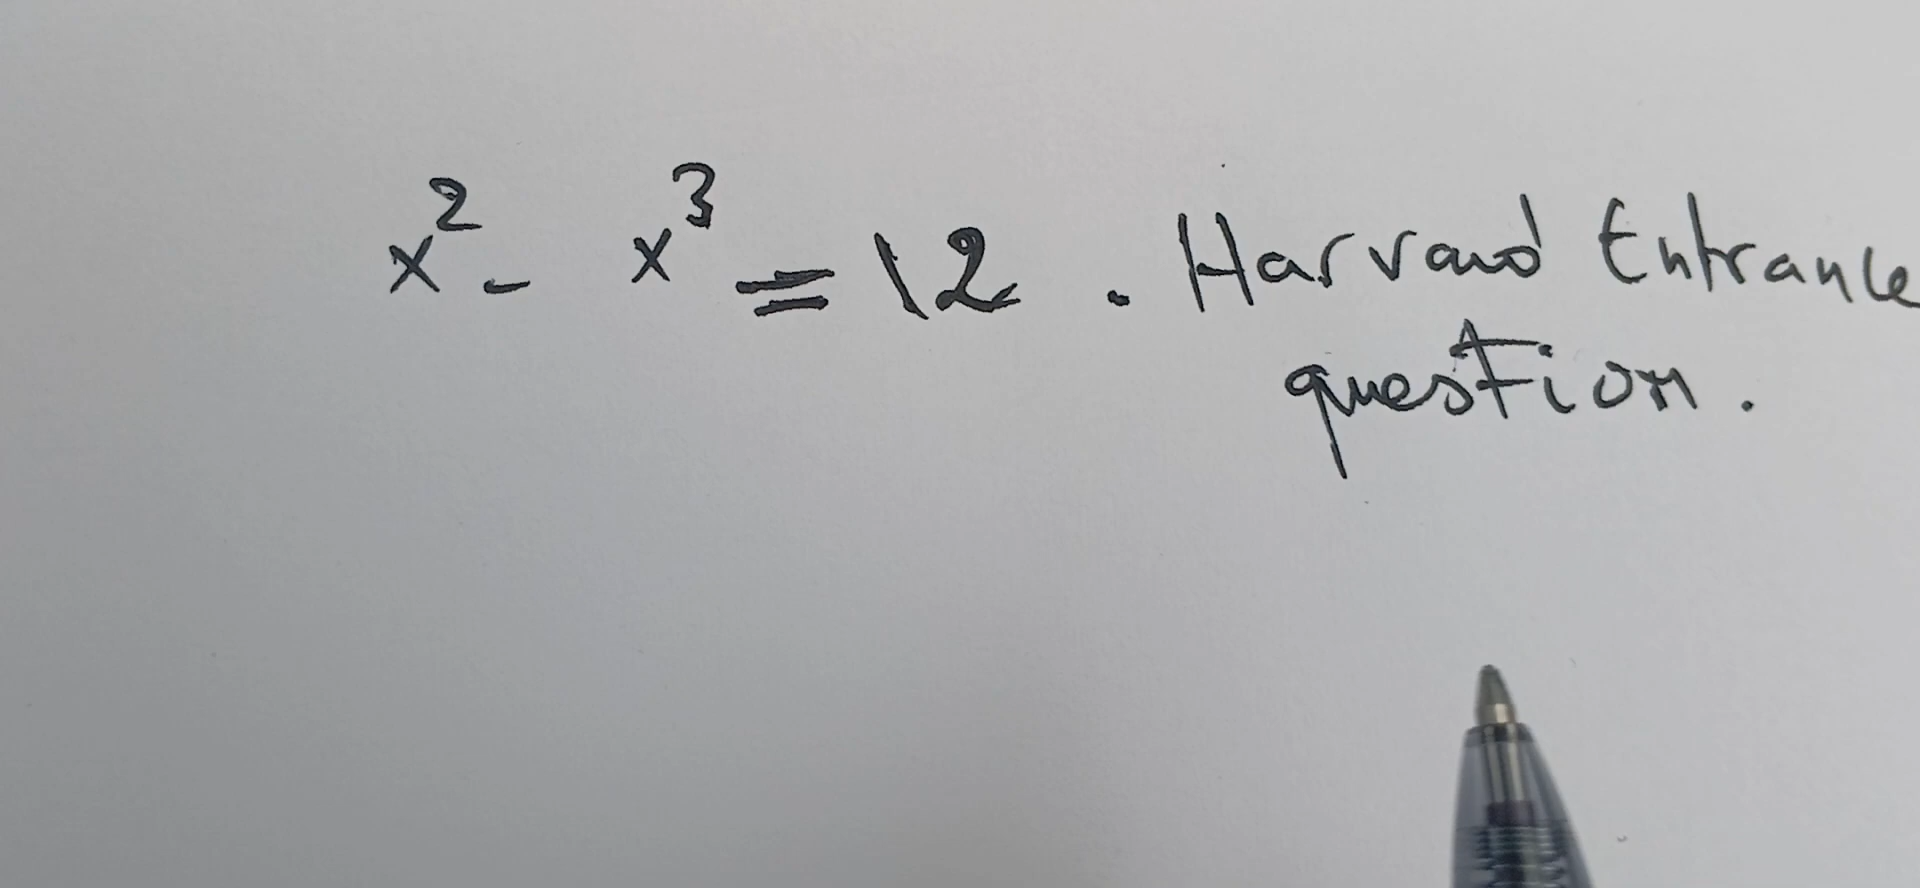 x² - x³ = 12 . Harvard Entrance
question.